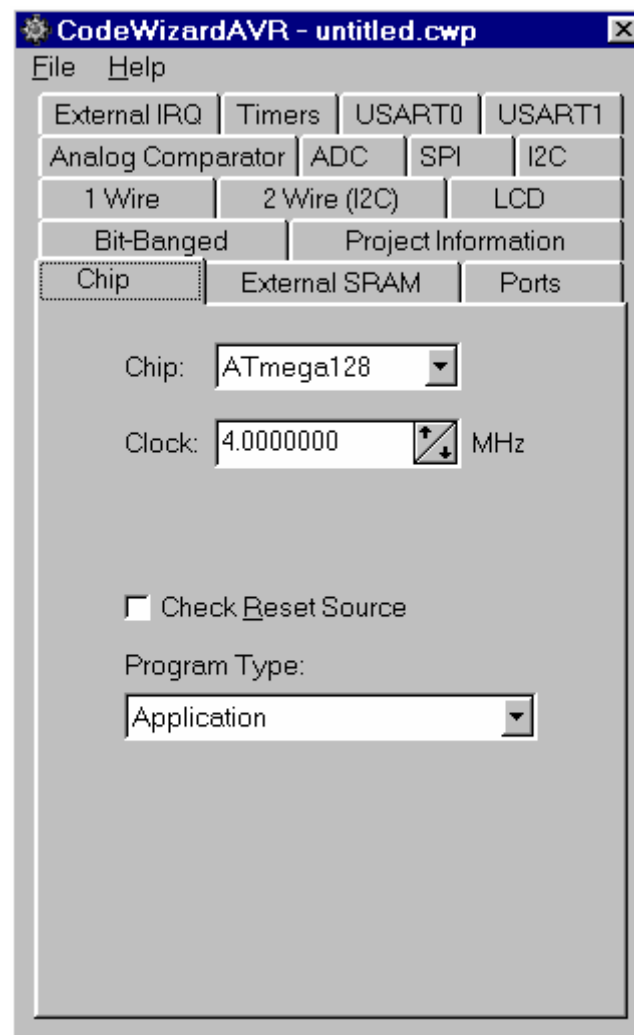 CodeWizardAVR - untitled.cwp
File Help
External IRQ Timers USART0 USART1
Analog Comparator ADC SPI I2C
1 Wire 2 Wire (I2C) LCD
Bit-Banged Project Information
Chip External SRAM Ports
Chip: ATmega128
Clock: 4.0000000 MHz
Check Reset Source
Program Type:
Application